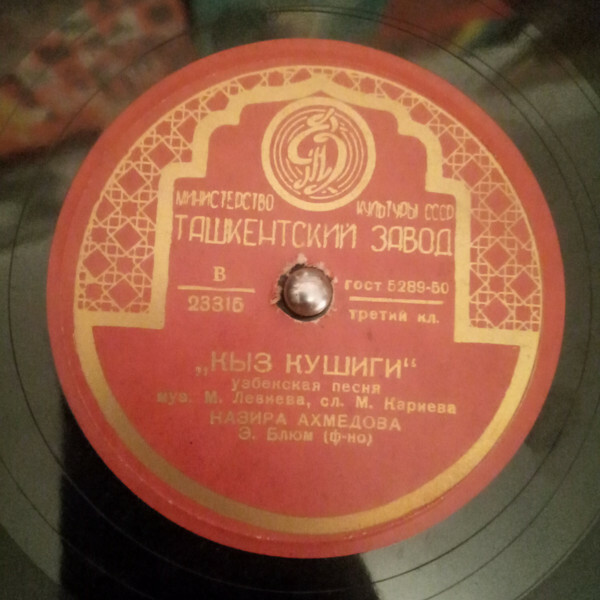 МИНИСТЕРСТВО КУЛЬТУРЫ СССР
ТАШКЕНТСКИЙ ЗАВОД
В
23315
ГОСТ 5289-50
третий кл.
„КЫЗ КУШИГИ“
узбекская песня
муз. М. Левиева, сл. М. Кариева
НАЗИРА АХМЕДОВА
Э. Блюм (ф-но)